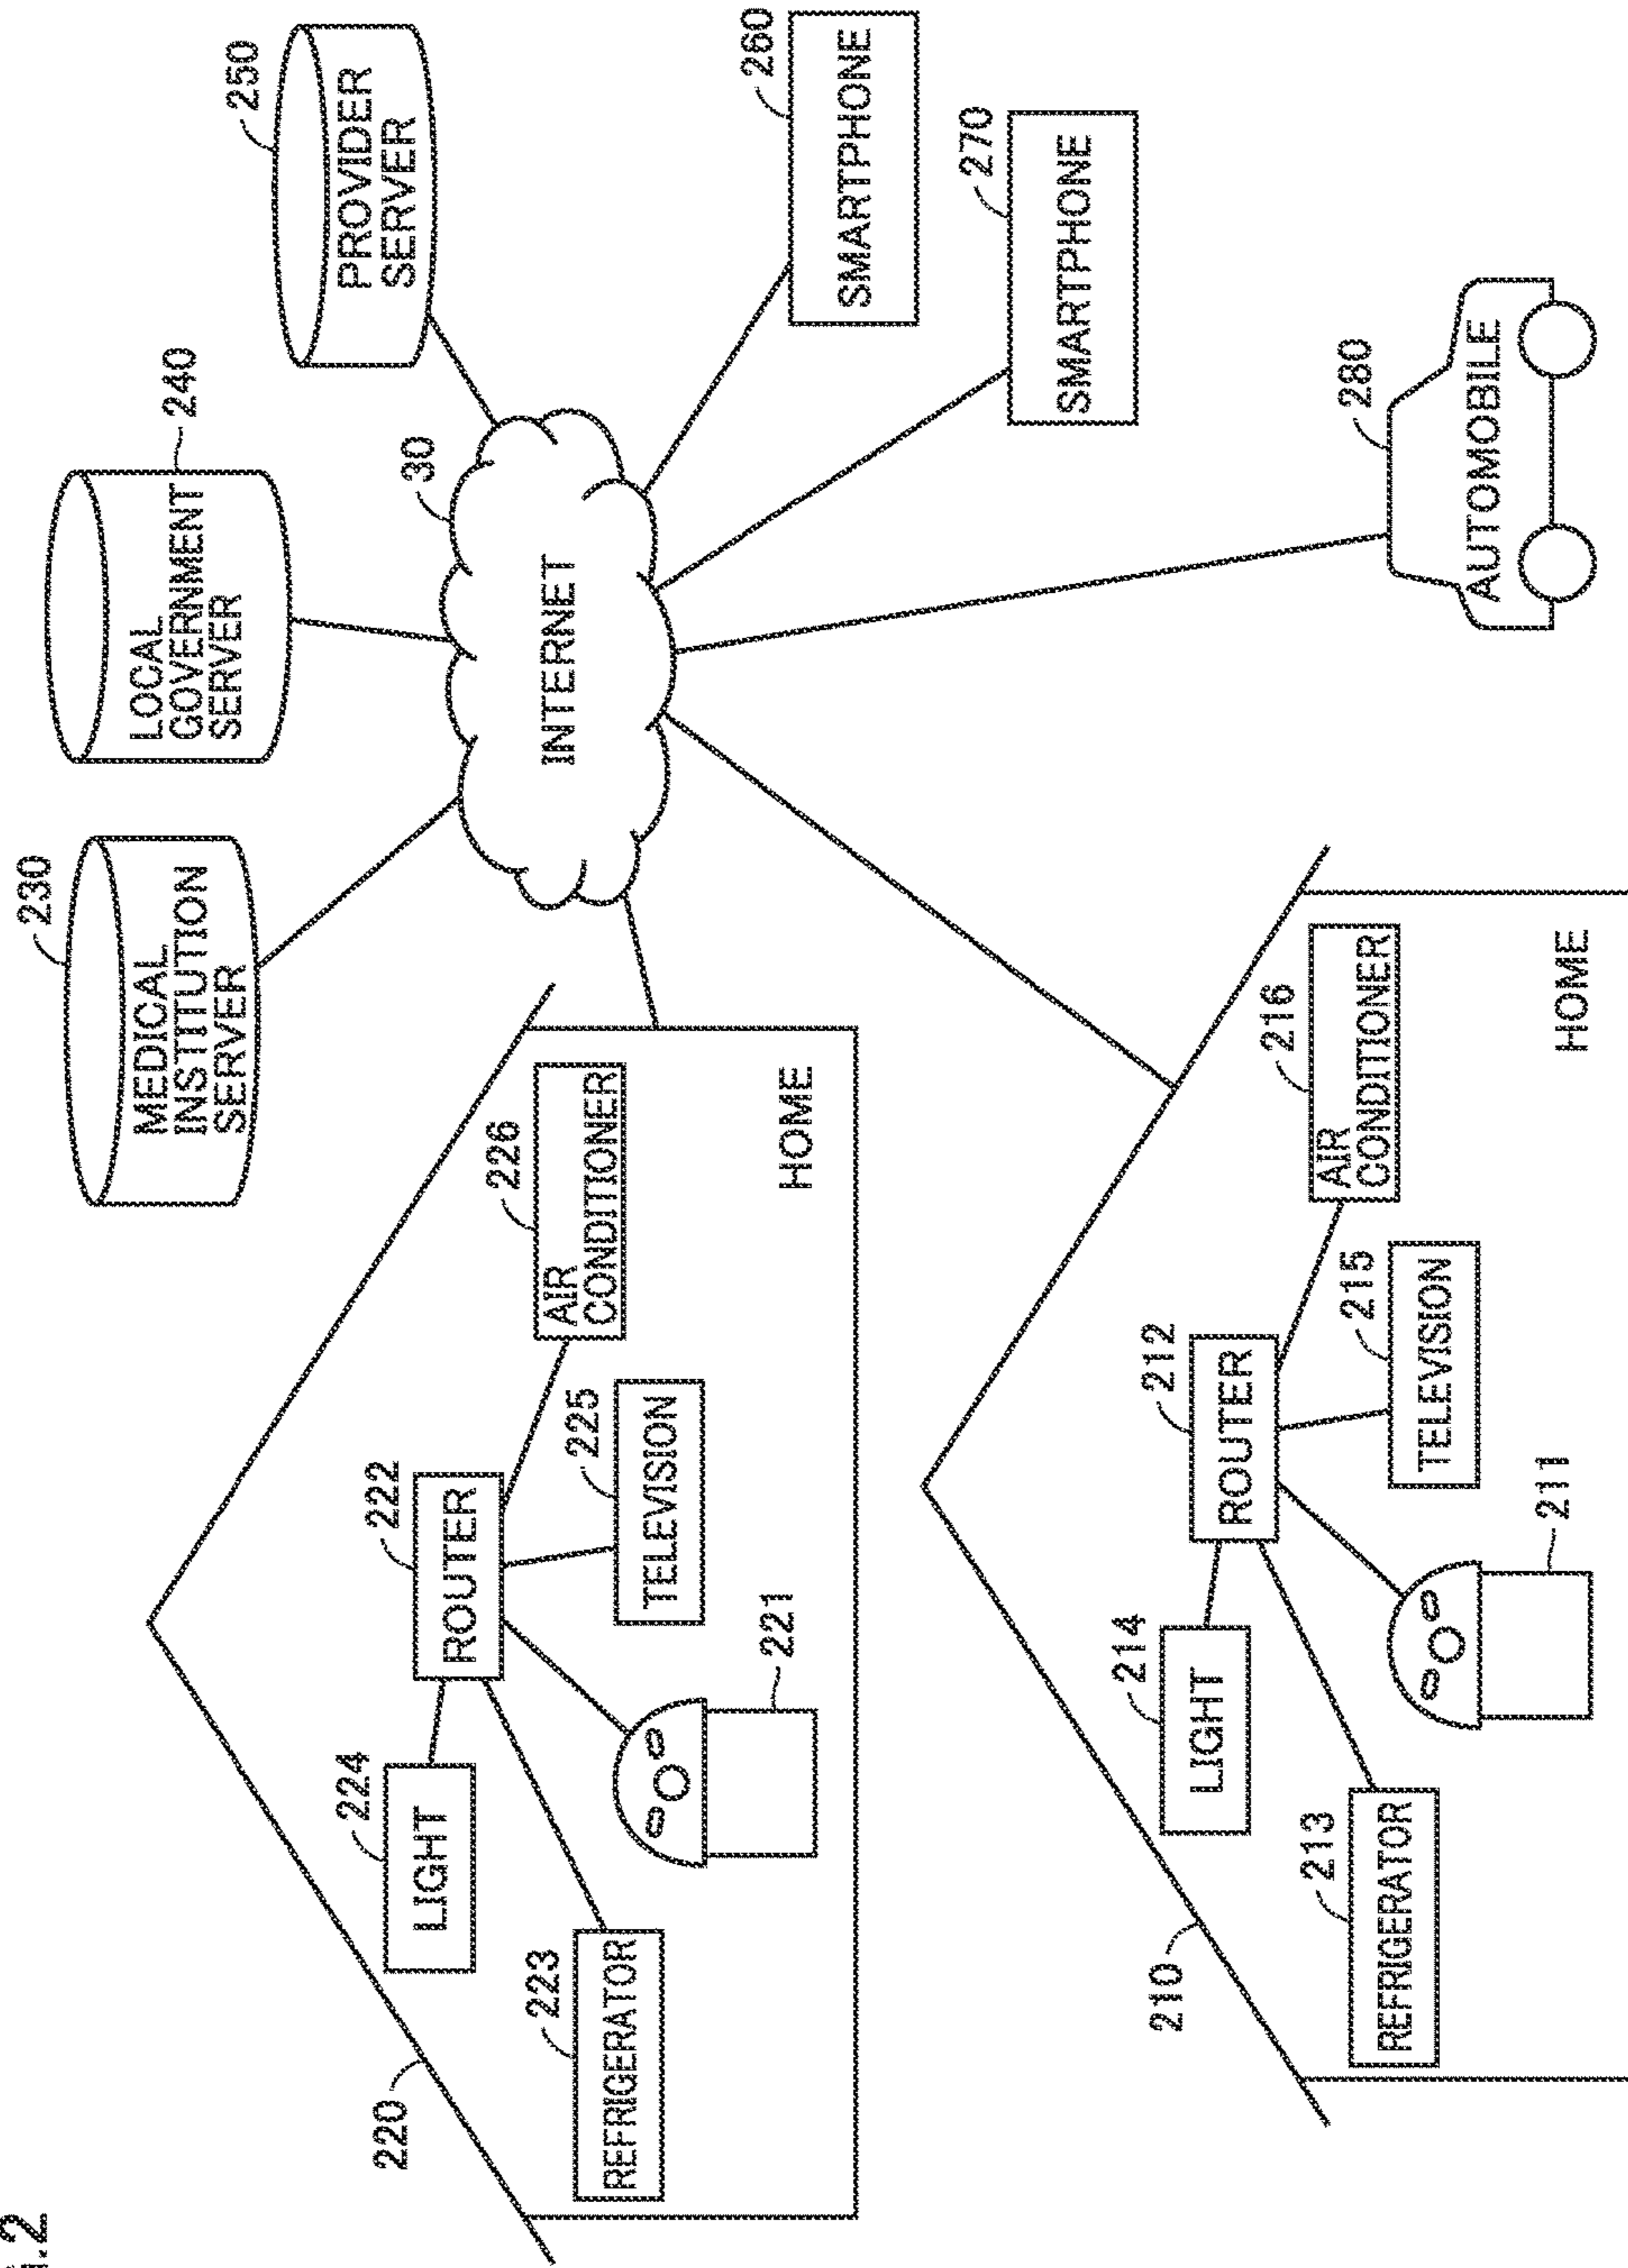 .2
230
MEDICAL
INSTITUTION
SERVER
240
LOCAL
GOVERNMENT
SERVER
250
PROVIDER
SERVER
30
INTERNET
220
222
ROUTER
224
LIGHT
223
REFRIGERATOR
221
225
TELEVISION
226
AIR
CONDITIONER
HOME
260
SMARTPHONE
270
SMARTPHONE
280
AUTOMOBILE
210
212
ROUTER
214
LIGHT
213
REFRIGERATOR
211
215
TELEVISION
216
AIR
CONDITIONER
HOME